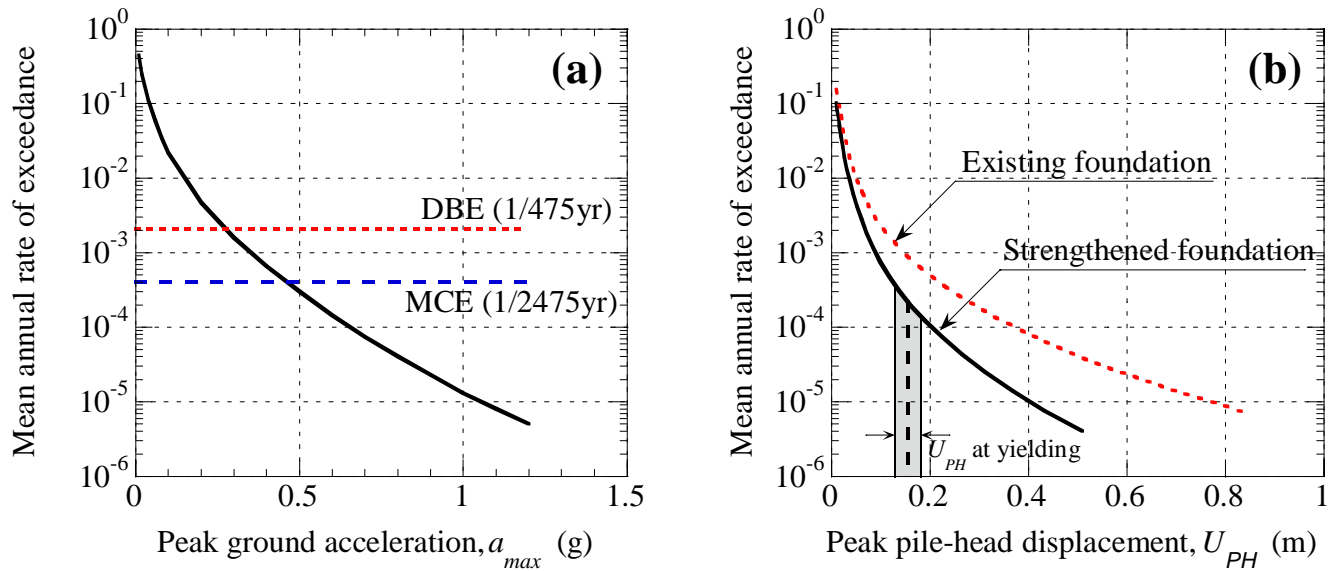 Mean annual rate of exceedance
10^0
10^-1
10^-2
10^-3
10^-4
10^-5
10^-6
(a)
DBE (1/475yr)
MCE (1/2475yr)
0 0.5 1 1.5
Peak ground acceleration, a_max (g)
Mean annual rate of exceedance
10^0
10^-1
10^-2
10^-3
10^-4
10^-5
10^-6
(b)
Existing foundation
Strengthened foundation
U_PH at yielding
0 0.2 0.4 0.6 0.8 1
Peak pile-head displacement, U_PH (m)